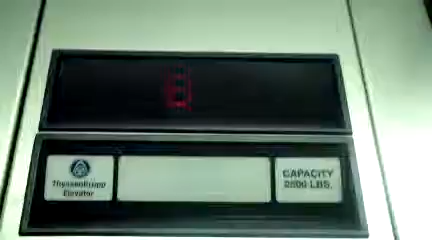 ThyssenKrupp
Elevator
CAPACITY
2500 LBS.